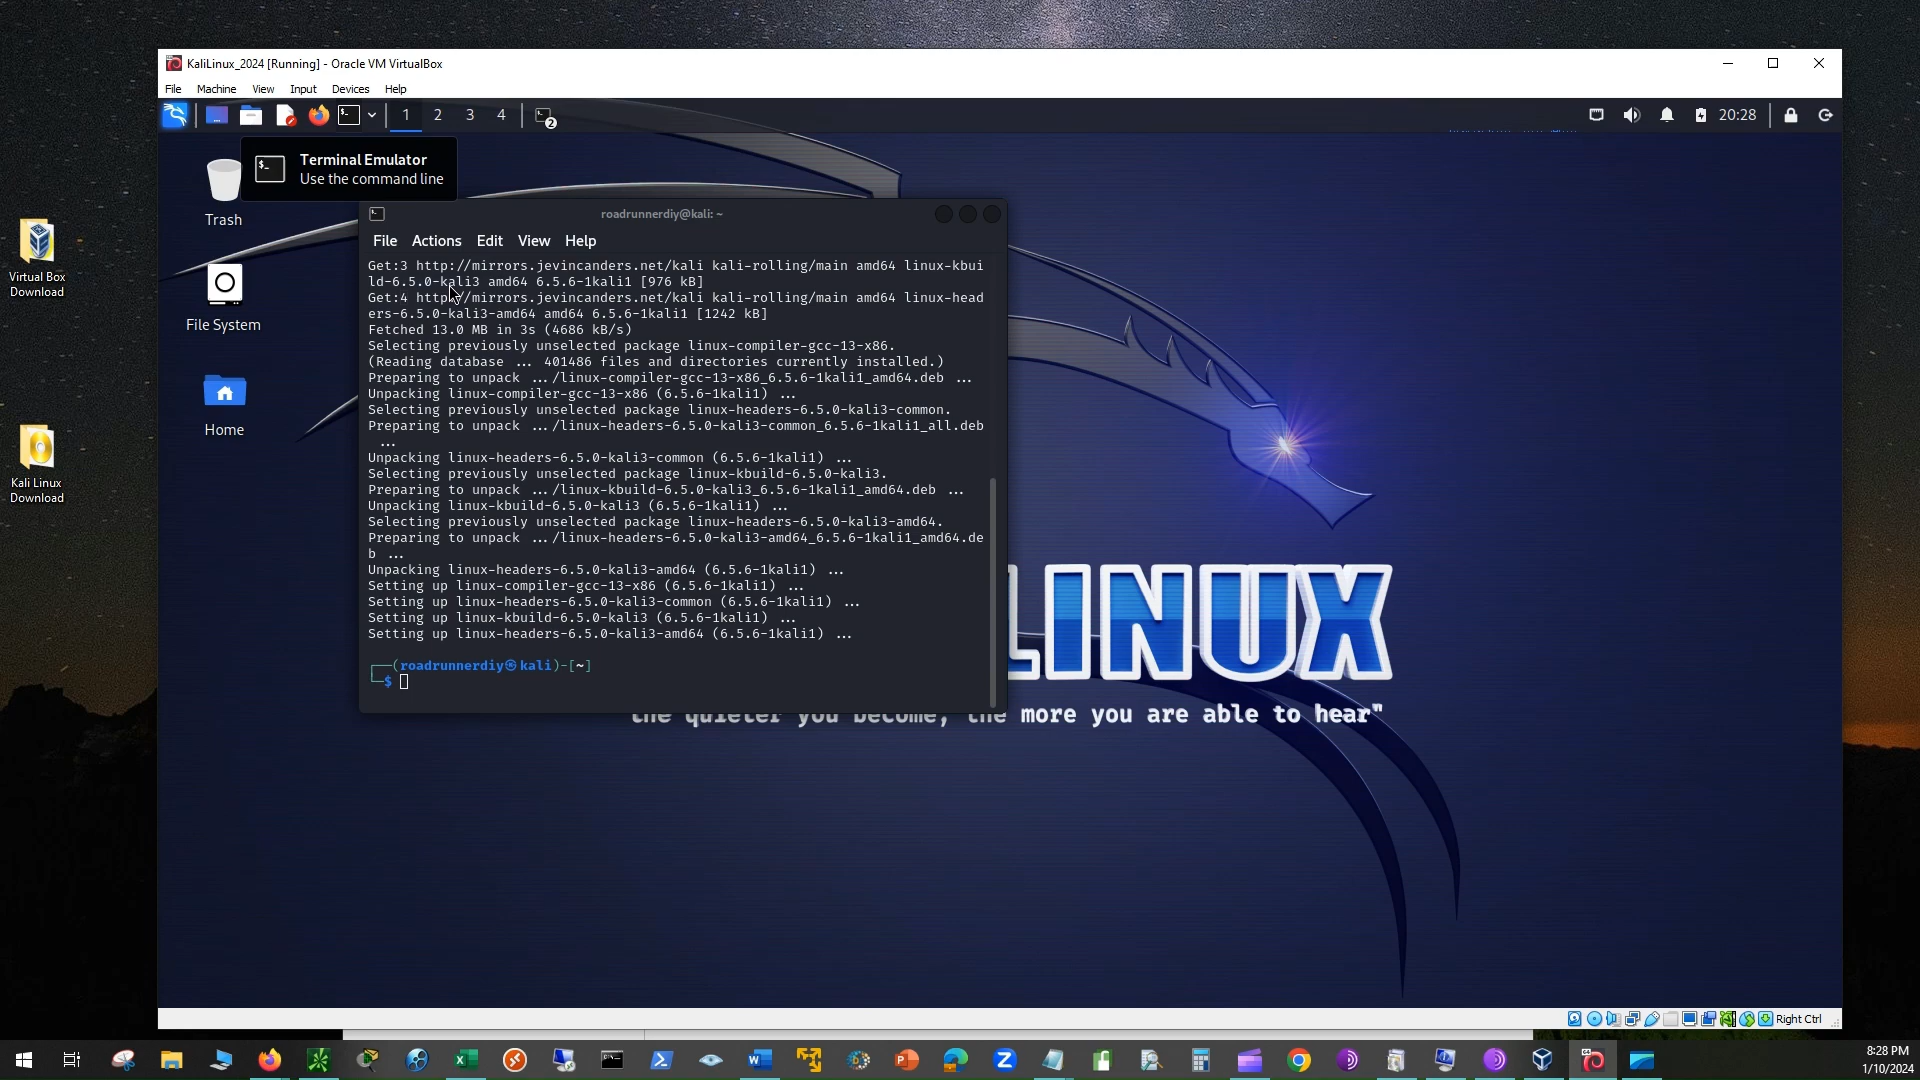 KaliLinux_2024 [Running] - Oracle VM VirtualBox
File Machine View Input Devices Help
1 2 3 4 2 20:28
Terminal Emulator
Use the command line
Trash
File System
Home
Virtual Box
Download
Kali Linux
Download
roadrunnerdiy@kali: ~
File Actions Edit View Help
Get:3 http://mirrors.jevincanders.net/kali kali-rolling/main amd64 linux-kbui
ld-6.5.0-kali3 amd64 6.5.6-1kali1 [976 kB]
Get:4 http://mirrors.jevincanders.net/kali kali-rolling/main amd64 linux-head
ers-6.5.0-kali3-amd64 amd64 6.5.6-1kali1 [1242 kB]
Fetched 13.0 MB in 3s (4686 kB/s)
Selecting previously unselected package linux-compiler-gcc-13-x86.
(Reading database ... 401486 files and directories currently installed.)
Preparing to unpack .../linux-compiler-gcc-13-x86_6.5.6-1kali1_amd64.deb ...
Unpacking linux-compiler-gcc-13-x86 (6.5.6-1kali1) ...
Selecting previously unselected package linux-headers-6.5.0-kali3-common.
Preparing to unpack .../linux-headers-6.5.0-kali3-common_6.5.6-1kali1_all.deb
...
Unpacking linux-headers-6.5.0-kali3-common (6.5.6-1kali1) ...
Selecting previously unselected package linux-kbuild-6.5.0-kali3.
Preparing to unpack .../linux-kbuild-6.5.0-kali3_6.5.6-1kali1_amd64.deb ...
Unpacking linux-kbuild-6.5.0-kali3 (6.5.6-1kali1) ...
Selecting previously unselected package linux-headers-6.5.0-kali3-amd64.
Preparing to unpack .../linux-headers-6.5.0-kali3-amd64_6.5.6-1kali1_amd64.de
b ...
Unpacking linux-headers-6.5.0-kali3-amd64 (6.5.6-1kali1) ...
Setting up linux-compiler-gcc-13-x86 (6.5.6-1kali1) ...
Setting up linux-headers-6.5.0-kali3-common (6.5.6-1kali1) ...
Setting up linux-kbuild-6.5.0-kali3 (6.5.6-1kali1) ...
Setting up linux-headers-6.5.0-kali3-amd64 (6.5.6-1kali1) ...
┌──(roadrunnerdiy㉿kali)-[~]
└─$
LINUX
the quieter you become, the more you are able to hear"
Right Ctrl
8:28 PM
1/10/2024